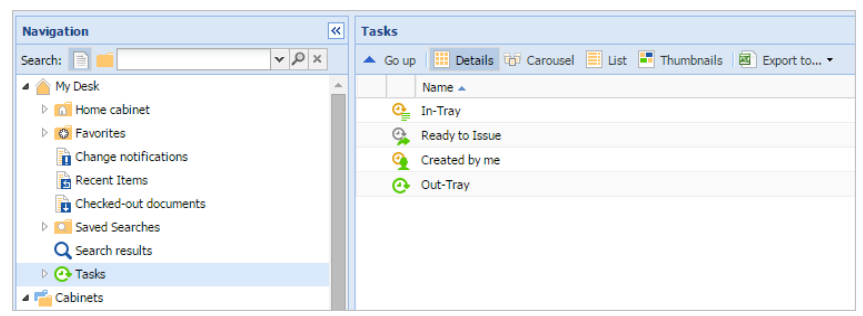 Navigation
Search:
My Desk
Home cabinet
Favorites
Change notifications
Recent Items
Checked-out documents
Saved Searches
Search results
Tasks
Cabinets
Tasks
Go up Details Carousel List Thumbnails Export to...
Name
In-Tray
Ready to Issue
Created by me
Out-Tray